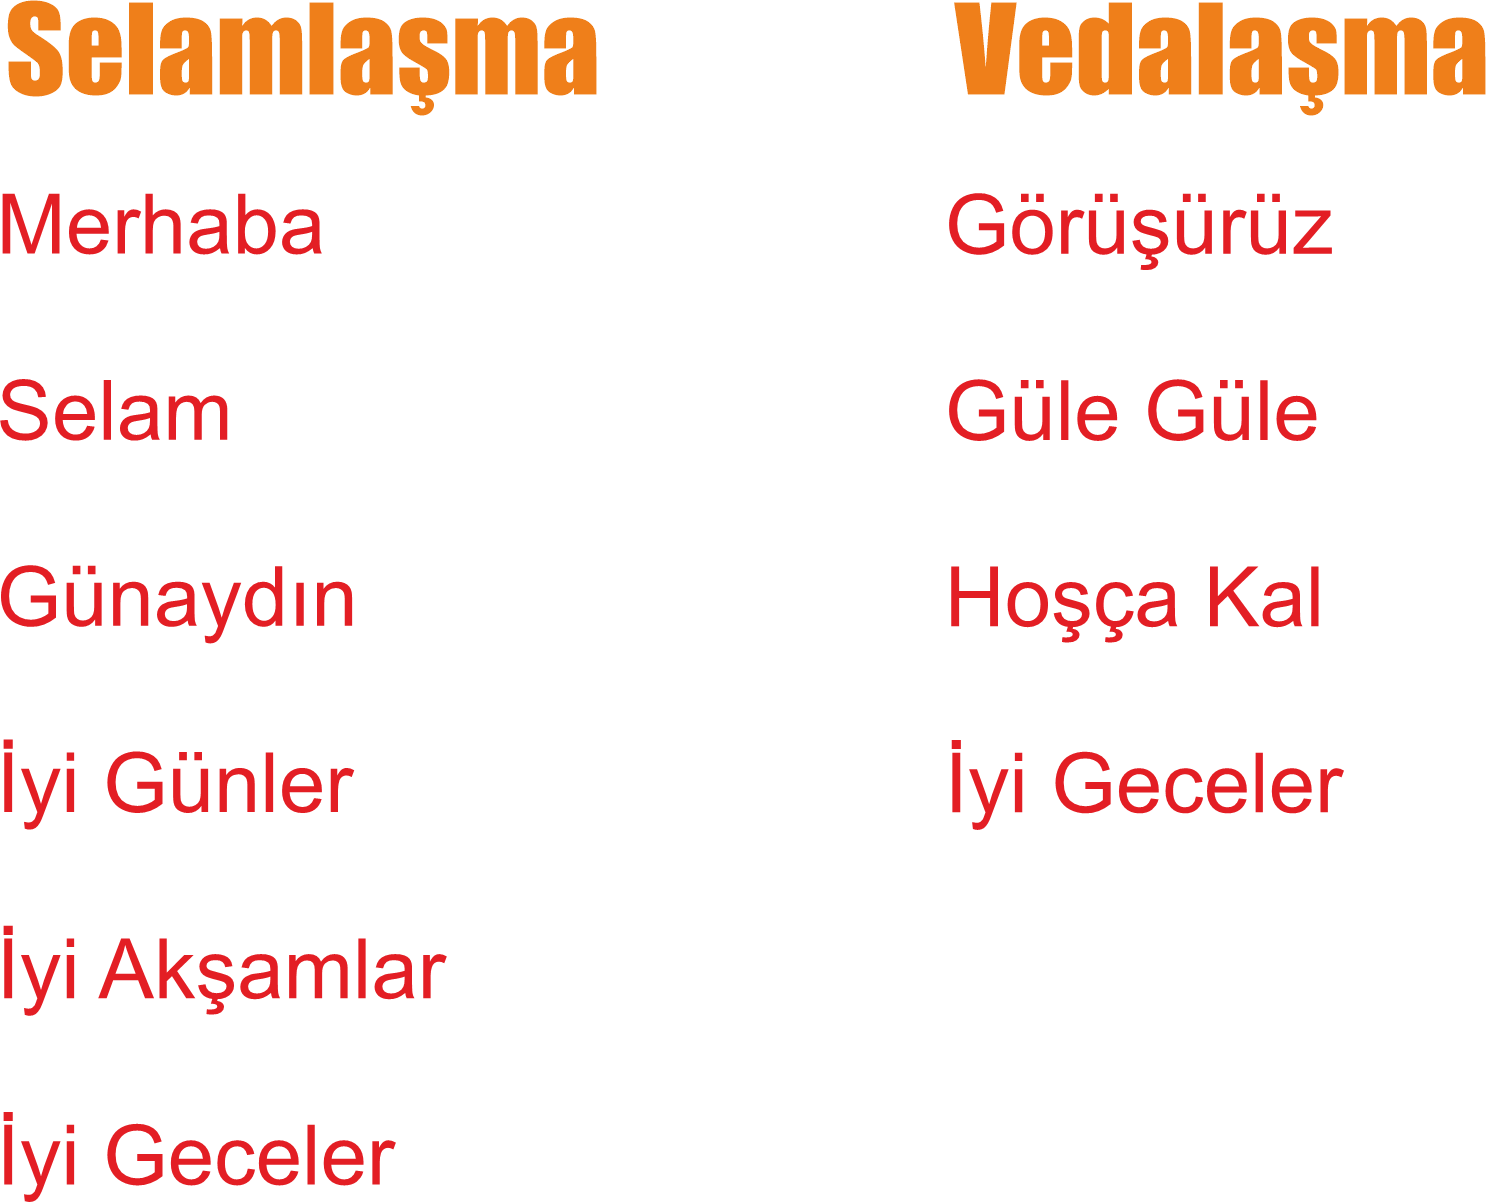 Selamlaşma
Merhaba
Selam
Günaydın
İyi Günler
İyi Akşamlar
İyi Geceler
Vedalaşma
Görüşürüz
Güle Güle
Hoşça Kal
İyi Geceler